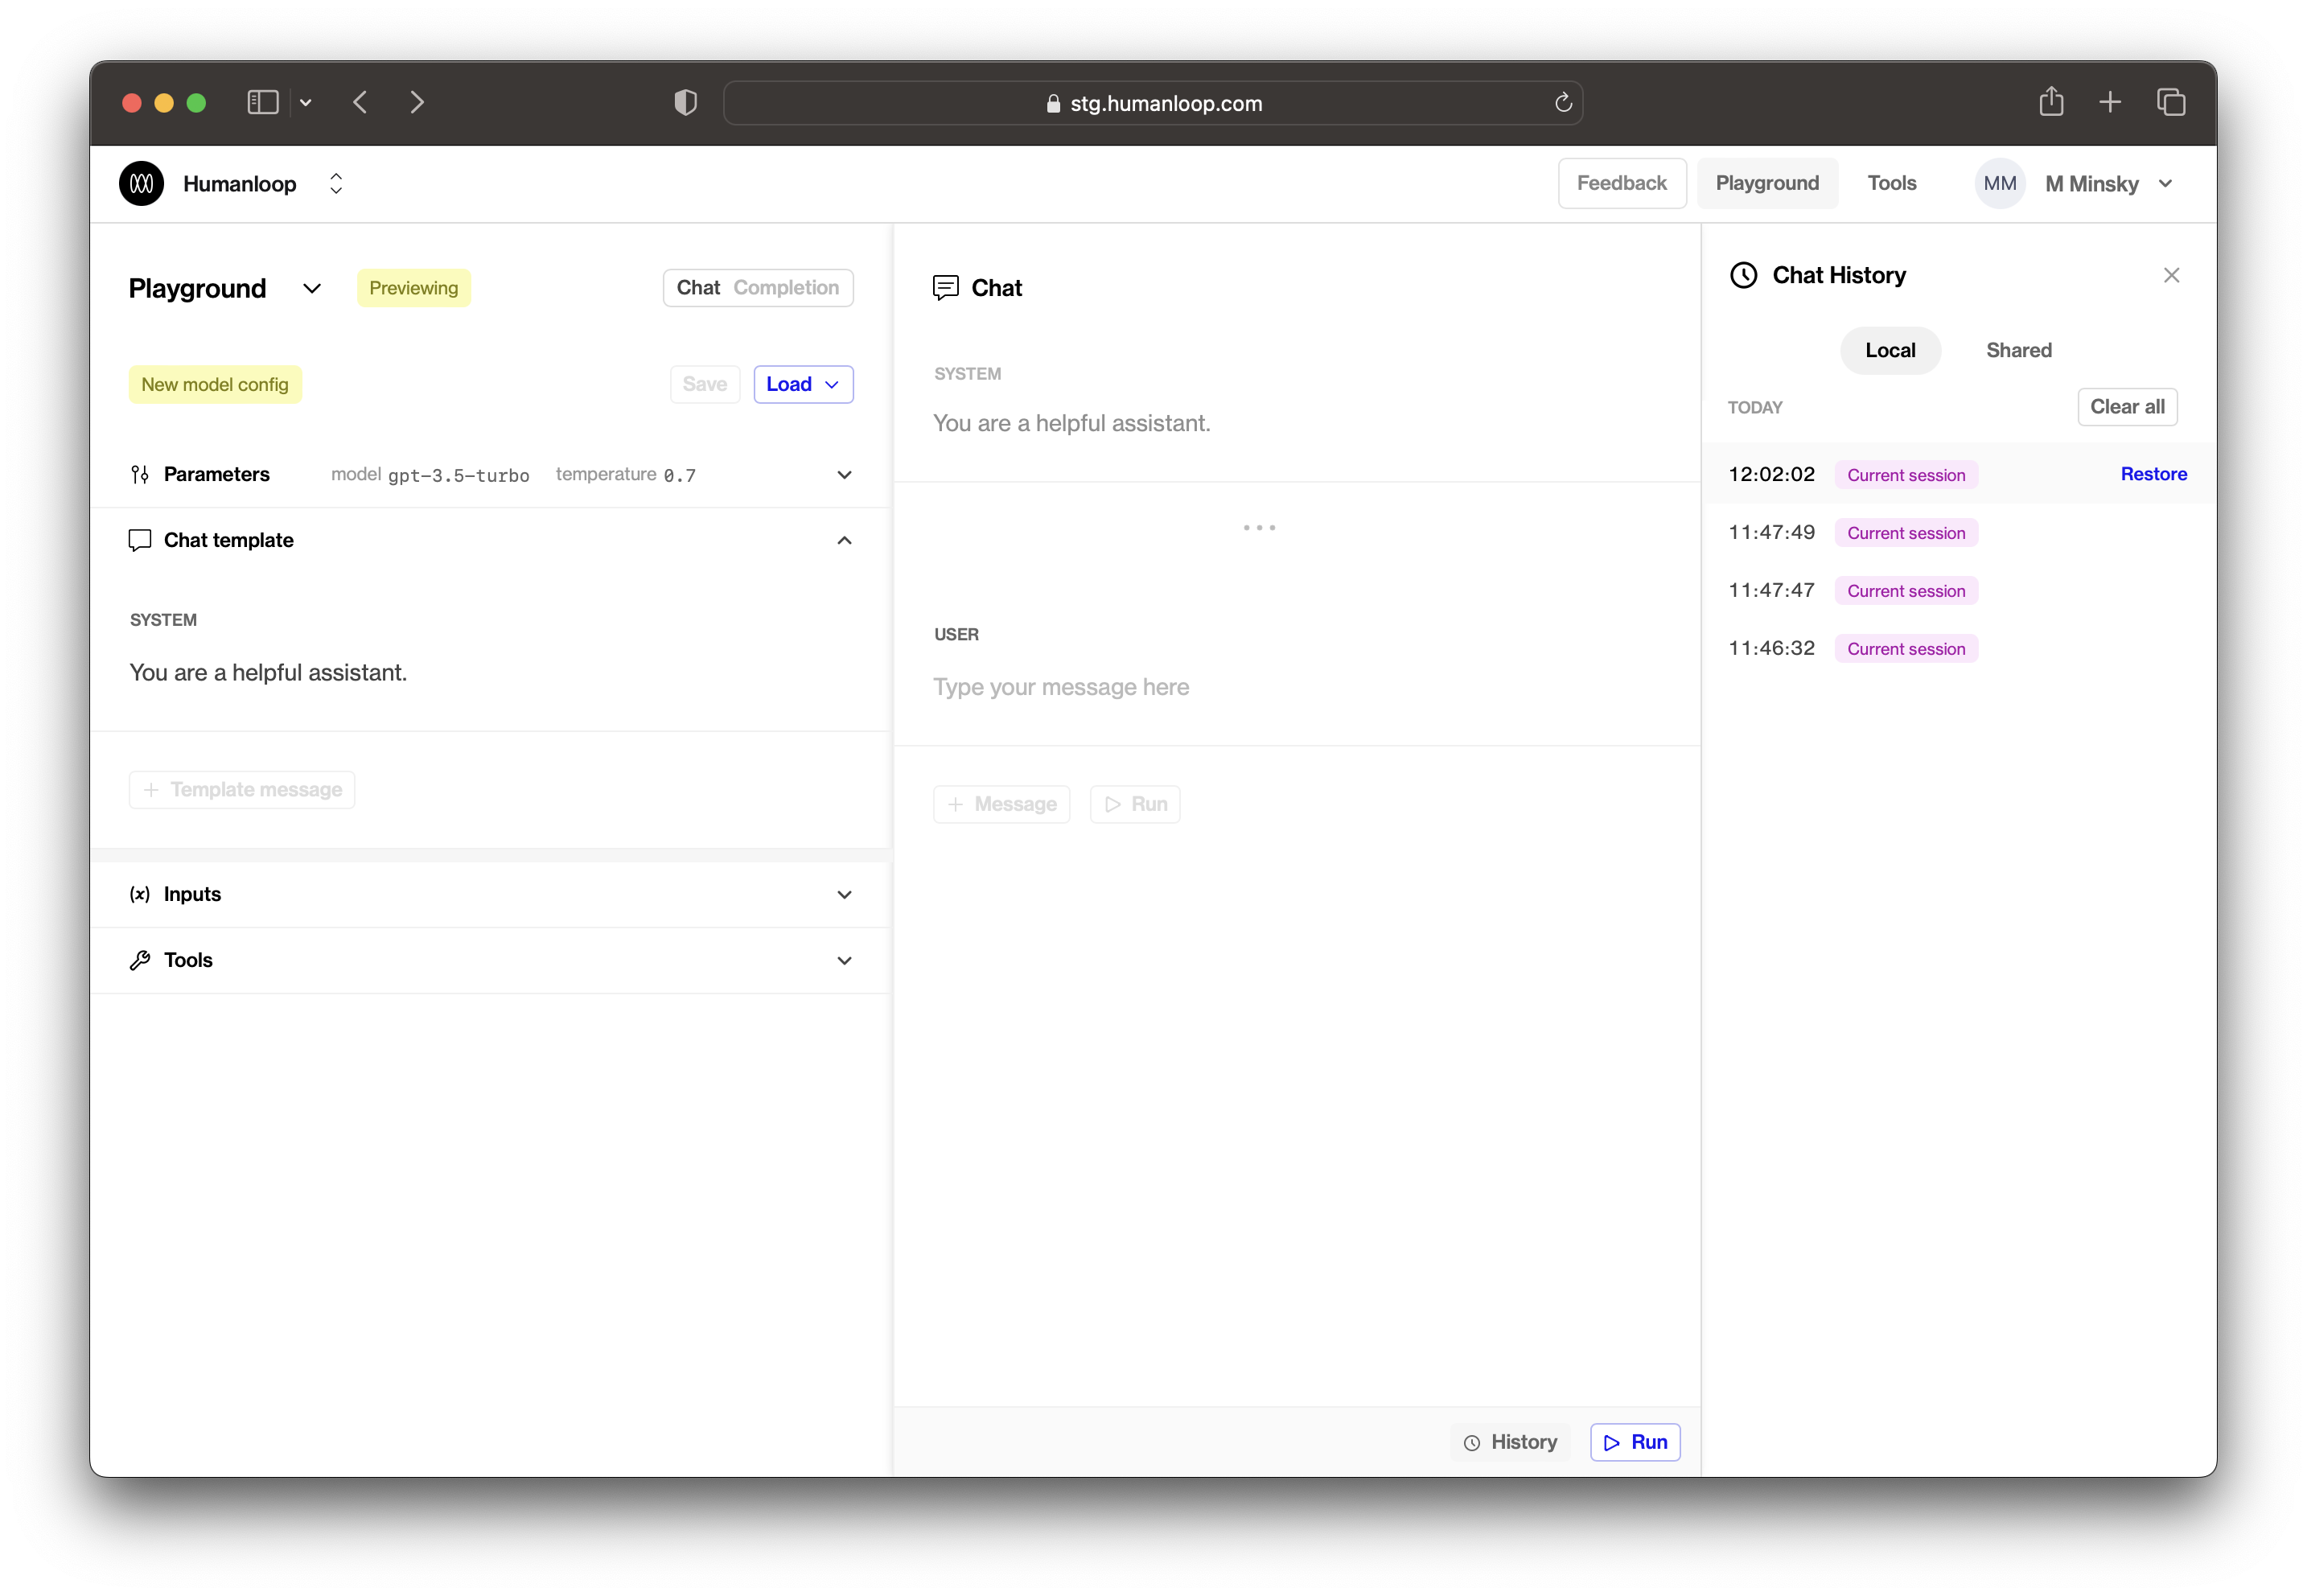 stg.humanloop.com
Humanloop
Feedback Playground Tools MM M Minsky
Playground Previewing Chat Completion
New model config Save Load
Parameters model gpt-3.5-turbo temperature 0.7
Chat template
SYSTEM
You are a helpful assistant.
+ Template message
(x) Inputs
Tools
Chat
SYSTEM
You are a helpful assistant.
...
USER
Type your message here
+ Message Run
History Run
Chat History
Local Shared
TODAY Clear all
12:02:02 Current session Restore
11:47:49 Current session
11:47:47 Current session
11:46:32 Current session